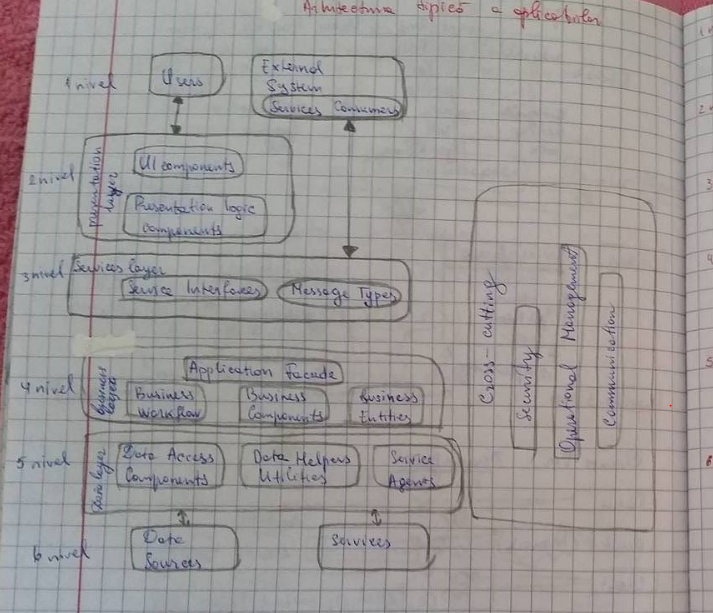 Arhitectura tipică a aplicațiilor
1 nivel
Users
External
System
Services Consumers
2 nivel
Presentation
layer
UI components
Presentation logic
components
3 nivel
Services layer
Service Interfaces
Message Types
4 nivel
Business
layer
Application Facade
Business
Workflow
Business
Components
Business
Entities
5 nivel
Data layer
Data Access
Components
Data Helpers
Utilities
Service
Agents
6 nivel
Data
Sources
Services
Cross-cutting
Security
Operational Management
Communication